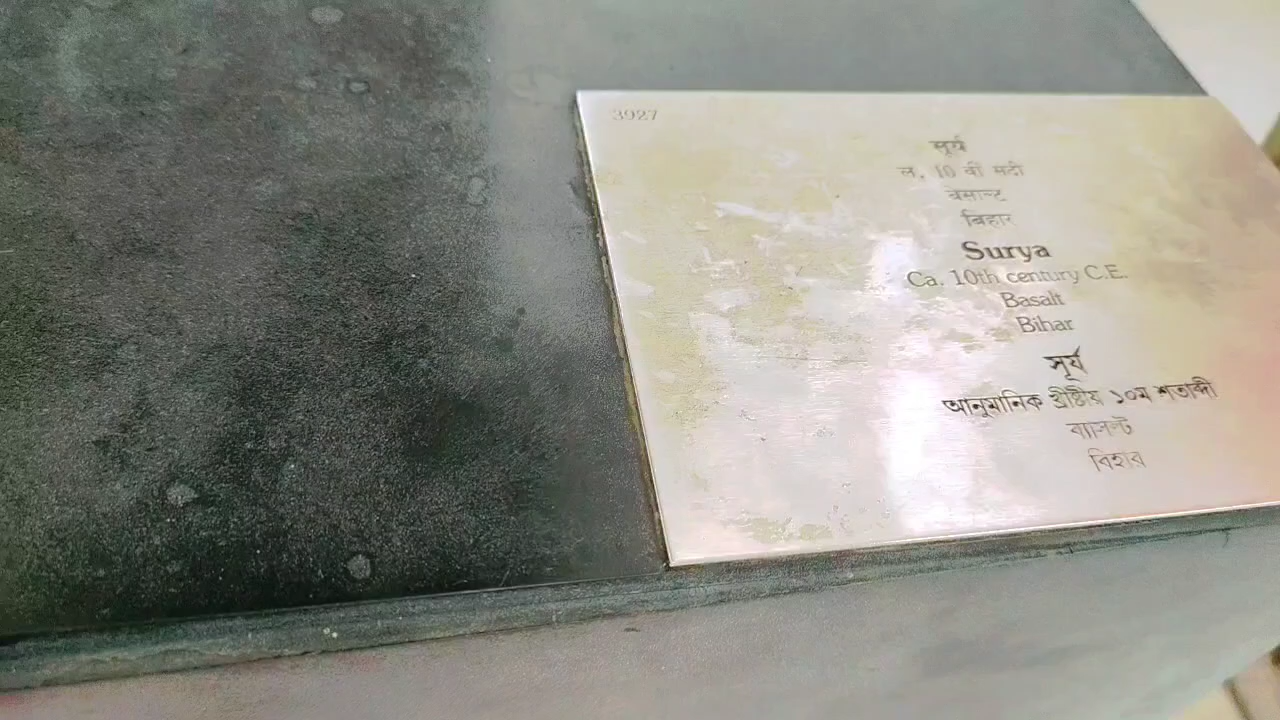 3927
सूर्य
ल. 10 वीं सदी
बेसाल्ट
बिहार
Surya
Ca. 10th century C.E.
Basalt
Bihar
সূর্য
আনুমানিক খ্রীষ্টীয় ১০ম শতাব্দী
ব্যাসল্ট
বিহার